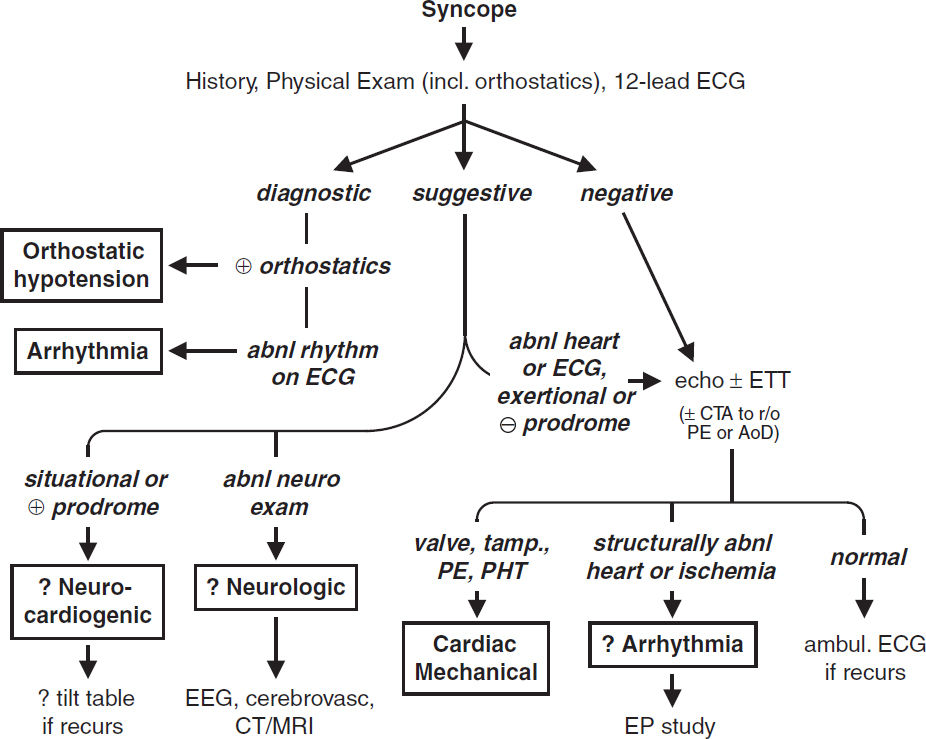 Syncope
History, Physical Exam (incl. orthostatics), 12-lead ECG
diagnostic
suggestive
negative
Orthostatic
hypotension
⊕ orthostatics
Arrhythmia
abnl rhythm
on ECG
abnl heart
or ECG,
exertional or
⊖ prodrome
echo ± ETT
(± CTA to r/o
PE or AoD)
situational or
⊕ prodrome
abnl neuro
exam
? Neuro-
cardiogenic
? Neurologic
? tilt table
if recurs
EEG, cerebrovasc,
CT/MRI
valve, tamp.,
PE, PHT
structurally abnl
heart or ischemia
normal
Cardiac
Mechanical
? Arrhythmia
ambul. ECG
if recurs
EP study